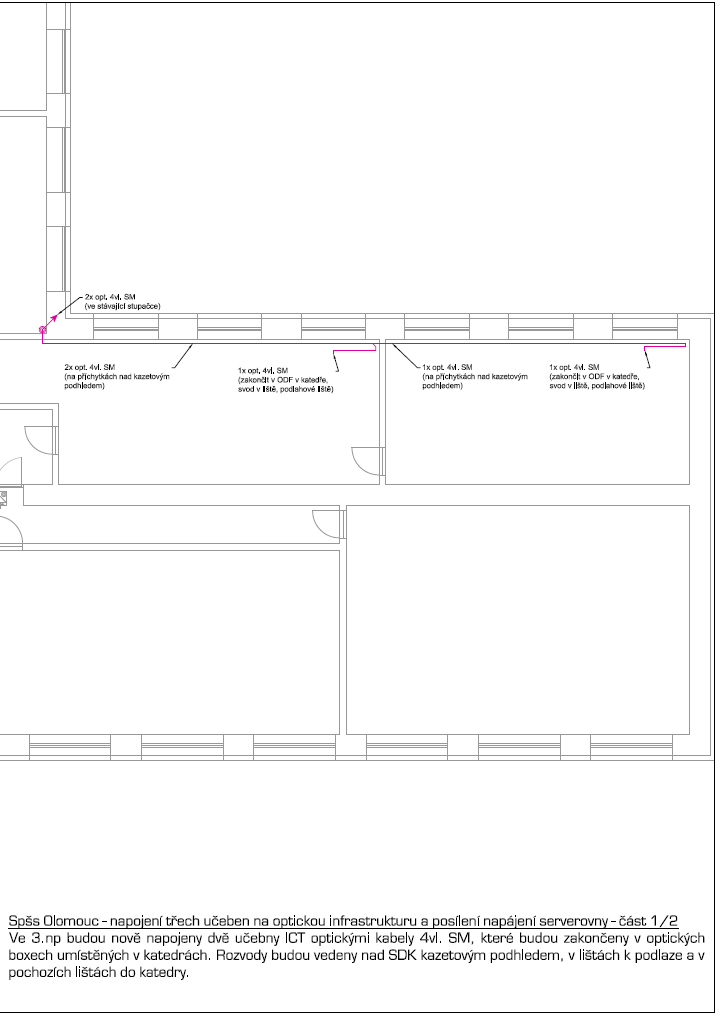 2x opt. 4vl. SM
(ve stávající stupačce)
2x opt. 4vl. SM
(na příchytkách nad kazetovým
podhledem)
1x opt. 4vl. SM
(zakončit v ODF v katedře,
svod v liště, podlahové liště)
1x opt. 4vl. SM
(na příchytkách nad kazetovým
podhledem)
1x opt. 4vl. SM
(zakončit v ODF v katedře,
svod v liště, podlahové liště)
Spšs Olomouc - napojení třech učeben na optickou infrastrukturu a posílení napájení serverovny - část 1/2
Ve 3.np budou nově napojeny dvě učebny ICT optickými kabely 4vl. SM, které budou zakončeny v optických
boxech umístěných v katedrách. Rozvody budou vedeny nad SDK kazetovým podhledem, v lištách k podlaze a v
pochozích lištách do katedry.